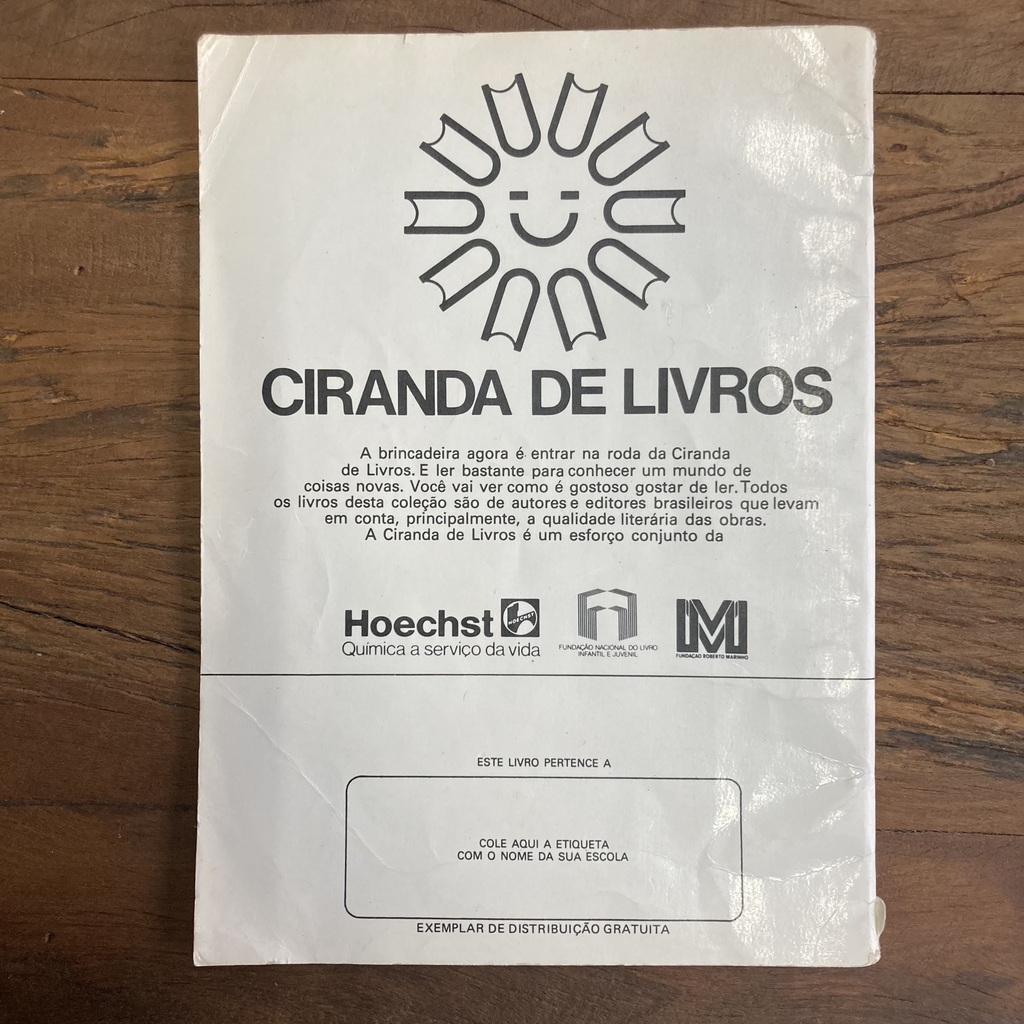 CIRANDA DE LIVROS
A brincadeira agora é entrar na roda da Ciranda
de Livros. E ler bastante para conhecer um mundo de
coisas novas. Você vai ver como é gostoso gostar de ler. Todos
os livros desta coleção são de autores e editores brasileiros que levam
em conta, principalmente, a qualidade literária das obras.
A Ciranda de Livros é um esforço conjunto da
Hoechst HOECHST
Química a serviço da vida
FUNDAÇÃO NACIONAL DO LIVRO
INFANTIL E JUVENIL
FUNDAÇÃO ROBERTO MARINHO
ESTE LIVRO PERTENCE A
COLE AQUI A ETIQUETA
COM O NOME DA SUA ESCOLA
EXEMPLAR DE DISTRIBUIÇÃO GRATUITA